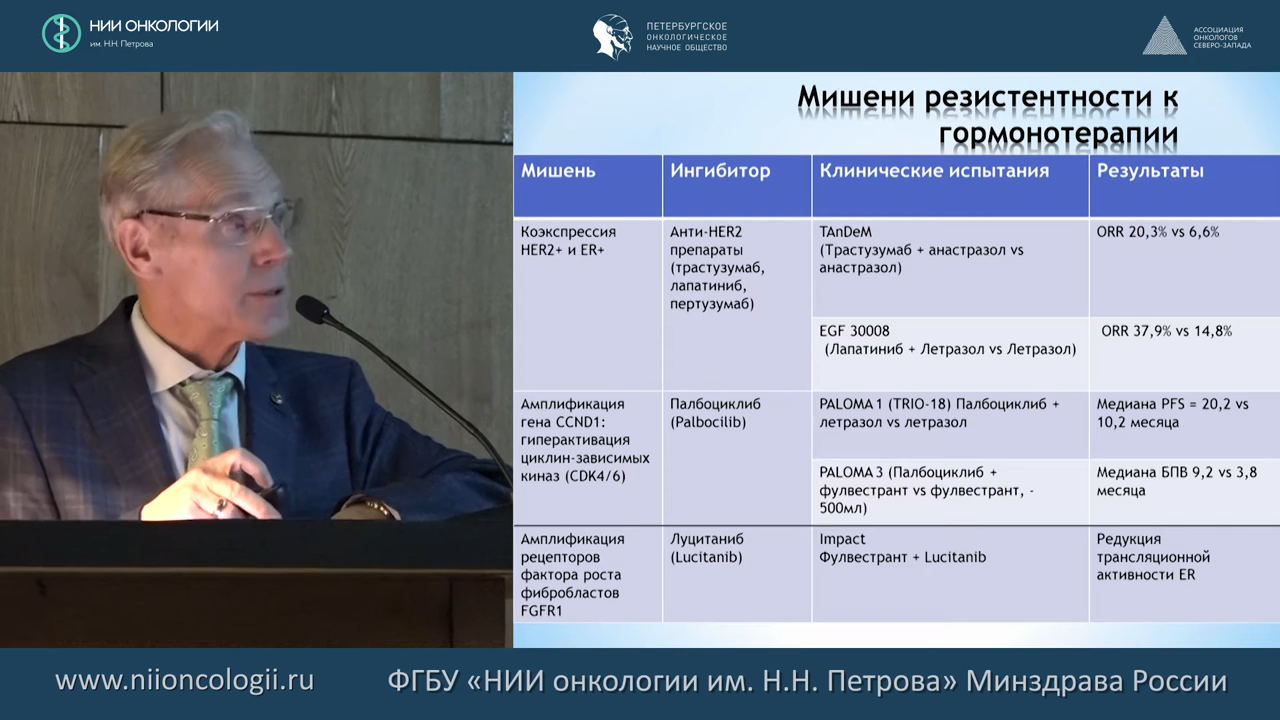 НИИ ОНКОЛОГИИ
им. Н.Н. Петрова
ПЕТЕРБУРГСКОЕ
ОНКОЛОГИЧЕСКОЕ
НАУЧНОЕ ОБЩЕСТВО
АССОЦИАЦИЯ
ОНКОЛОГОВ
СЕВЕРО-ЗАПАДА
Мишени резистентности к
гормонотерапии
Мишень
Ингибитор
Клинические испытания
Результаты
Коэкспрессия
HER2+ и ER+
Анти-HER2
препараты
(трастузумаб,
лапатиниб,
пертузумаб)
TAnDeM
(Трастузумаб + анастразол vs
анастразол)
ORR 20,3% vs 6,6%
EGF 30008
(Лапатиниб + Летразол vs Летразол)
ORR 37,9% vs 14,8%
Амплификация
гена CCND1:
гиперактивация
циклин-зависимых
киназ (CDK4/6)
Палбоциклиб
(Palbocilib)
PALOMA 1 (TRIO-18) Палбоциклиб +
летразол vs летразол
Медиана PFS = 20,2 vs
10,2 месяца
PALOMA 3 (Палбоциклиб +
фулвестрант vs фулвестрант, -
500мл)
Медиана БПВ 9,2 vs 3,8
месяца
Амплификация
рецепторов
фактора роста
фибробластов
FGFR1
Луцитаниб
(Lucitanib)
Impact
Фулвестрант + Lucitanib
Редукция
трансляционной
активности ER
www.niioncologii.ru
ФГБУ «НИИ онкологии им. Н.Н. Петрова» Минздрава России